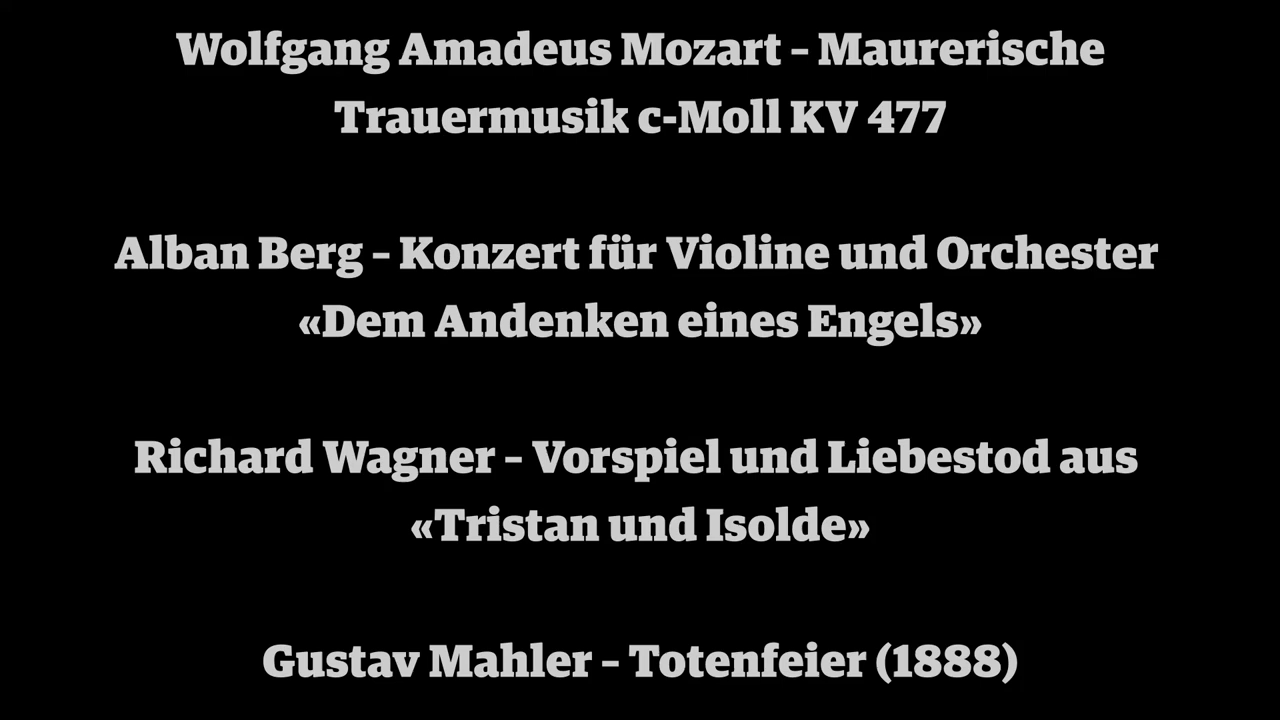 Wolfgang Amadeus Mozart – Maurerische
Trauermusik c-Moll KV 477
Alban Berg – Konzert für Violine und Orchester
«Dem Andenken eines Engels»
Richard Wagner – Vorspiel und Liebestod aus
«Tristan und Isolde»
Gustav Mahler – Totenfeier (1888)